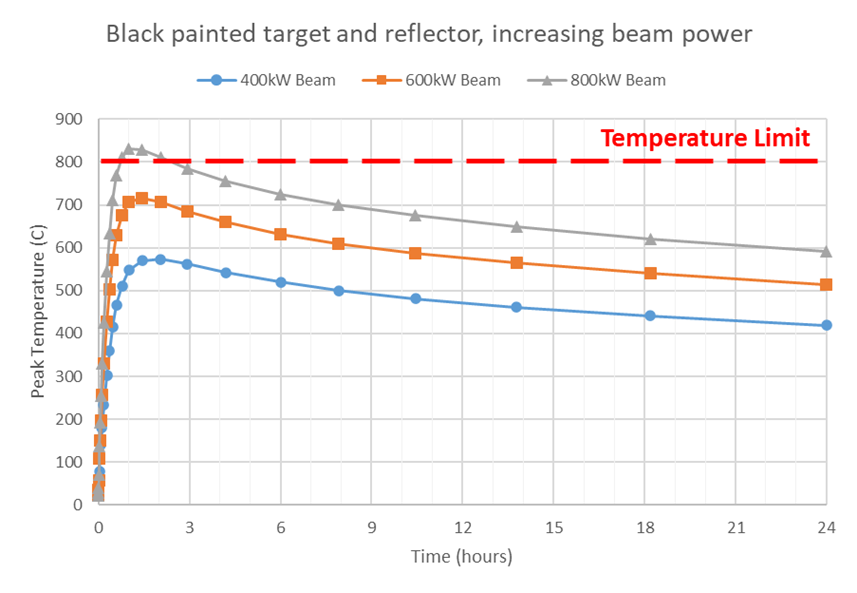 Black painted target and reflector, increasing beam power
400kW Beam 600kW Beam 800kW Beam
900
Temperature Limit
800
700
600
500
400
300
200
100
0
Peak Temperature (C)
0 3 6 9 12 15 18 21 24
Time (hours)